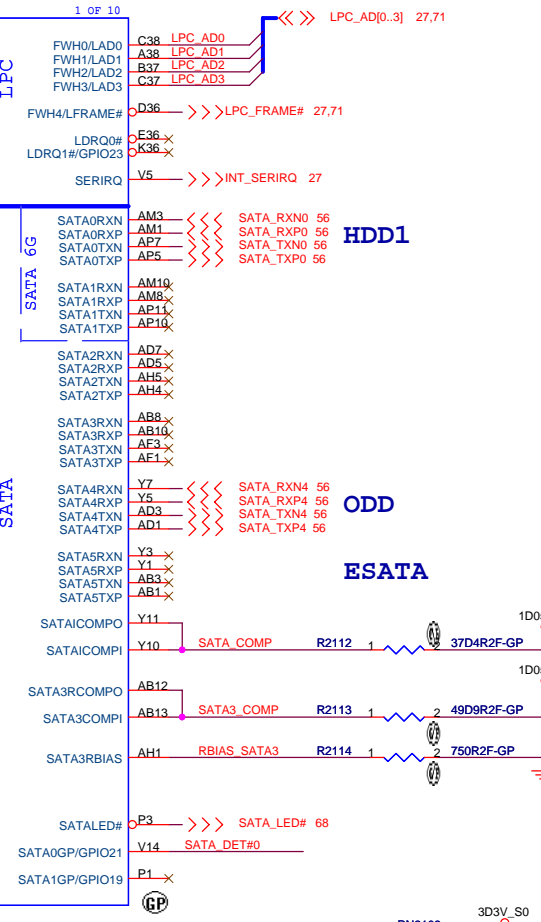 1 OF 10
LPC_AD[0..3] 27,71
LPC
FWH0/LAD0 C38 LPC_AD0
FWH1/LAD1 A38 LPC_AD1
FWH2/LAD2 B37 LPC_AD2
FWH3/LAD3 C37 LPC_AD3
FWH4/LFRAME# D36 LPC_FRAME# 27,71
LDRQ0# E36
LDRQ1#/GPIO23 K36
SERIRQ V5 INT_SERIRQ 27
SATA 6G
SATA0RXN AM3 SATA_RXN0 56
SATA0RXP AM1 SATA_RXP0 56
HDD1
SATA0TXN AP7 SATA_TXN0 56
SATA0TXP AP5 SATA_TXP0 56
SATA1RXN AM10
SATA1RXP AM8
SATA1TXN AP11
SATA1TXP AP10
SATA
SATA2RXN AD7
SATA2RXP AD5
SATA2TXN AH5
SATA2TXP AH4
SATA3RXN AB8
SATA3RXP AB10
SATA3TXN AF3
SATA3TXP AF1
SATA4RXN Y7 SATA_RXN4 56
SATA4RXP Y5 SATA_RXP4 56
ODD
SATA4TXN AD3 SATA_TXN4 56
SATA4TXP AD1 SATA_TXP4 56
SATA5RXN Y3
SATA5RXP Y1
ESATA
SATA5TXN AB3
SATA5TXP AB1
SATAICOMPO Y11
1D0
SATAICOMPI Y10 SATA_COMP R2112 1 2 37D4R2F-GP
1D0
SATA3RCOMPO AB12
SATA3COMPI AB13 SATA3_COMP R2113 1 2 49D9R2F-GP
SATA3RBIAS AH1 RBIAS_SATA3 R2114 1 2 750R2F-GP
SATALED# P3 SATA_LED# 68
SATA0GP/GPIO21 V14 SATA_DET#0
SATA1GP/GPIO19 P1
GP
3D3V_S0